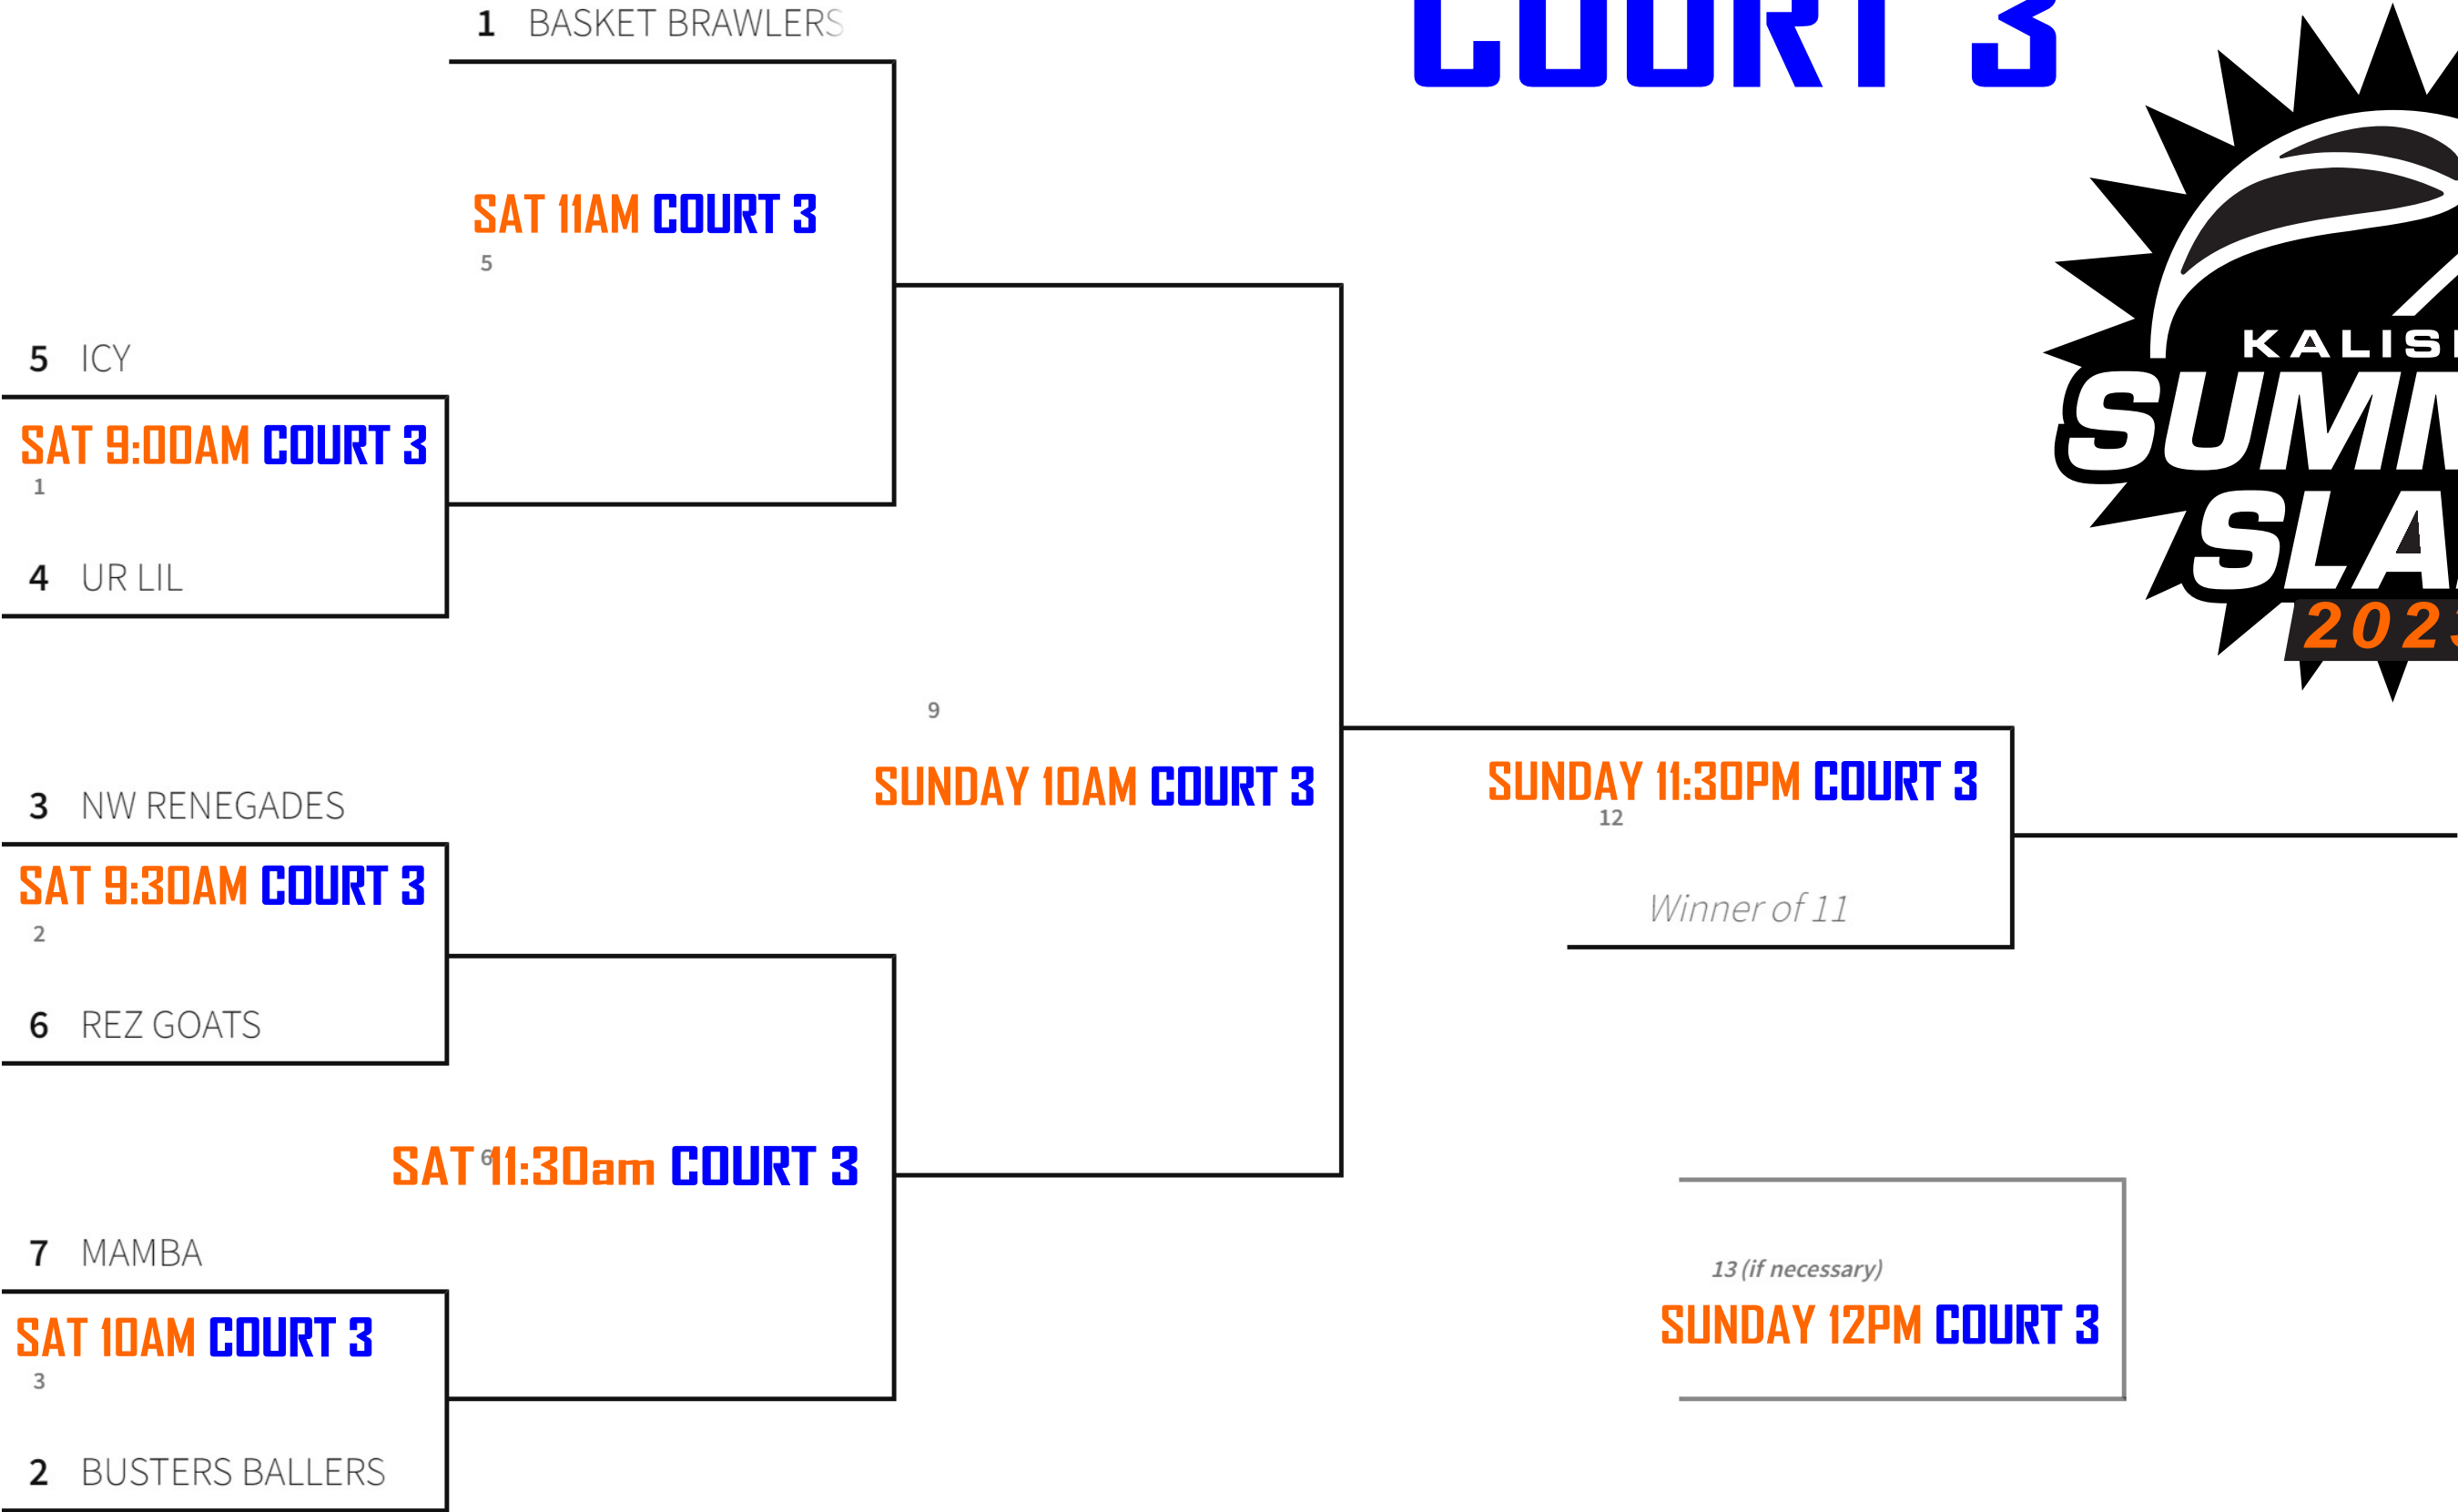 COURT 3
1 BASKET BRAWLERS
SAT 11AM COURT 3
5
5 ICY
SAT 9:00AM COURT 3
1
4 UR LIL
SUMM
SLA
202
9
SUNDAY 10AM COURT 3
SUNDAY 11:30PM COURT 3
12
Winner of 11
3 NW RENEGADES
SAT 9:30AM COURT 3
2
6 REZ GOATS
6
SAT 11:30am COURT 3
7 MAMBA
SAT 10AM COURT 3
3
2 BUSTERS BALLERS
13 (if necessary)
SUNDAY 12PM COURT 3